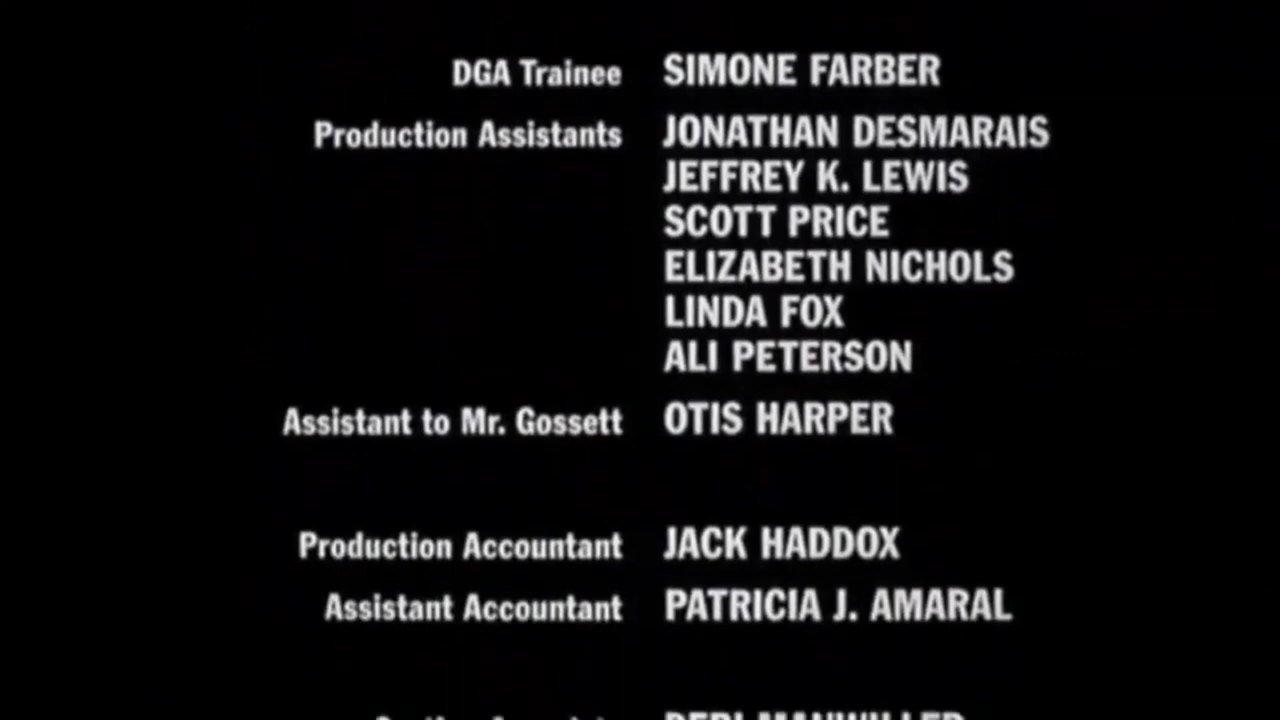 DGA Trainee SIMONE FARBER
Production Assistants JONATHAN DESMARAIS
JEFFREY K. LEWIS
SCOTT PRICE
ELIZABETH NICHOLS
LINDA FOX
ALI PETERSON
Assistant to Mr. Gossett OTIS HARPER
Production Accountant JACK HADDOX
Assistant Accountant PATRICIA J. AMARAL